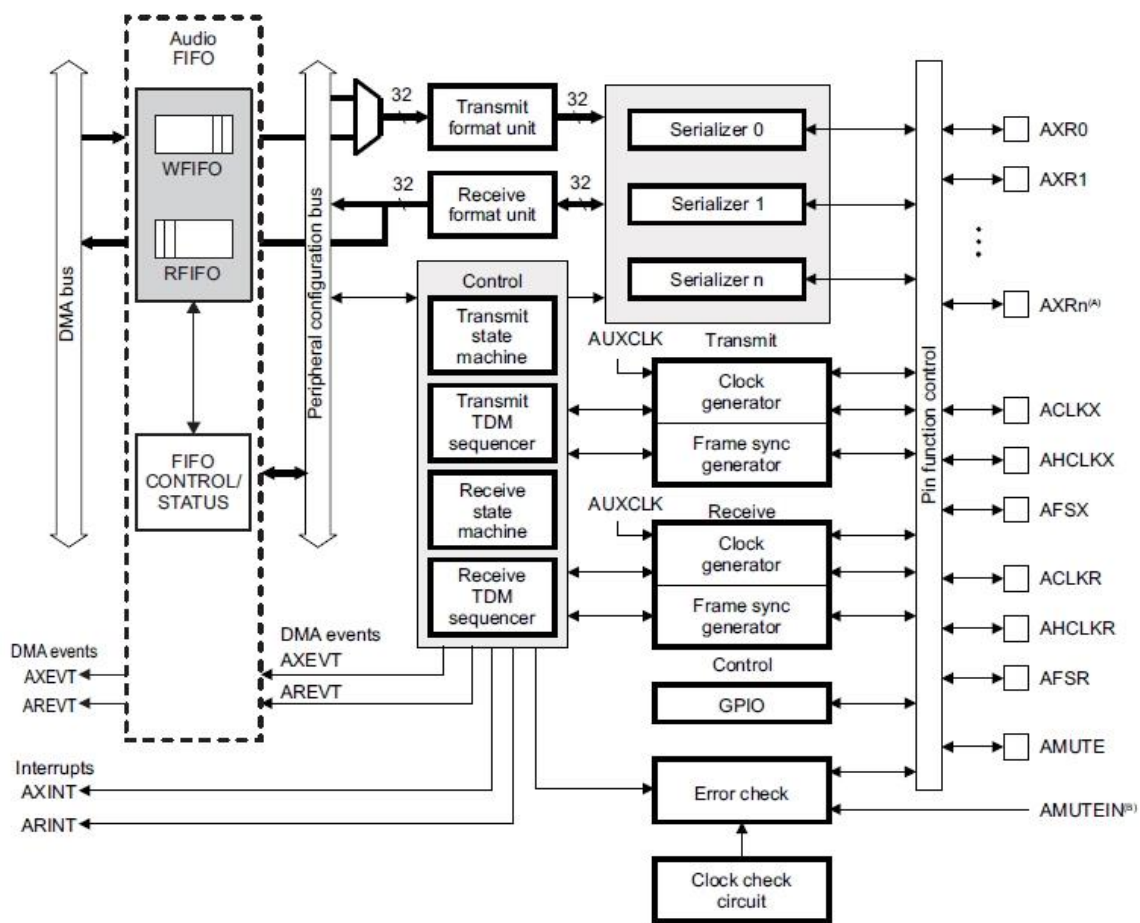 Audio
FIFO
WFIFO
RFIFO
FIFO
CONTROL/
STATUS
DMA bus
Peripheral configuration bus
32
32
Transmit
format unit
32
32
Receive
format unit
Serializer 0
Serializer 1
Serializer n
Control
Transmit
state
machine
Transmit
TDM
sequencer
Receive
state
machine
Receive
TDM
sequencer
AUXCLK
Transmit
Clock
generator
Frame sync
generator
AUXCLK
Receive
Clock
generator
Frame sync
generator
Control
GPIO
Error check
Clock check
circuit
Pin function control
AXR0
AXR1
AXRn(A)
ACLKX
AHCLKX
AFSX
ACLKR
AHCLKR
AFSR
AMUTE
AMUTEIN(B)
DMA events
AXEVT
AREVT
DMA events
AXEVT
AREVT
Interrupts
AXINT
ARINT